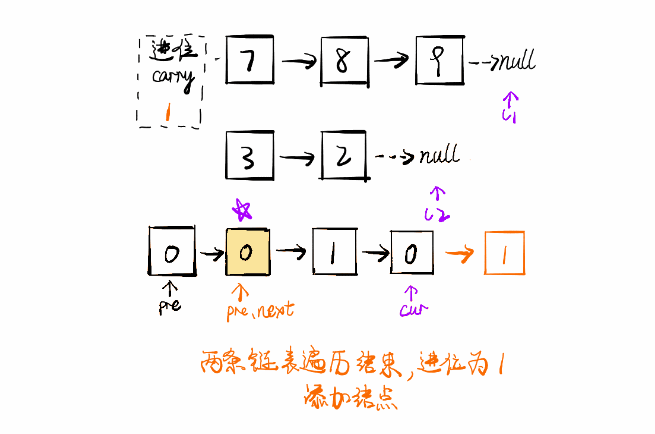 进位
carry
1
7 8 9 null
l1
3 2 null
l2
0 0 1 0 1
pre pre.next cur
两条链表遍历结束,进位为1
添加结点